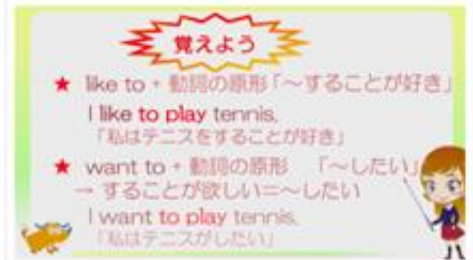 覚えよう
★ like to + 動詞の原形「〜することが好き」
I like to play tennis.
「私はテニスをすることが好き」
★ want to + 動詞の原形 「〜したい」
→ することが欲しい=〜したい
I want to play tennis.
「私はテニスがしたい」